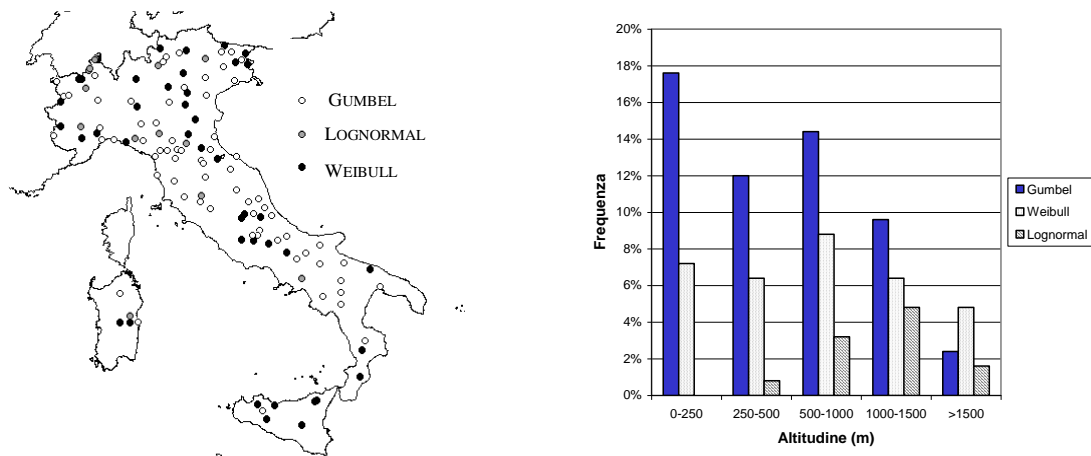 GUMBEL
LOGNORMAL
WEIBULL
20%
18%
16%
14%
12%
10%
8%
6%
4%
2%
0%
Frequenza
0-250
250-500
500-1000
1000-1500
>1500
Altitudine (m)
Gumbel
Weibull
Lognormal